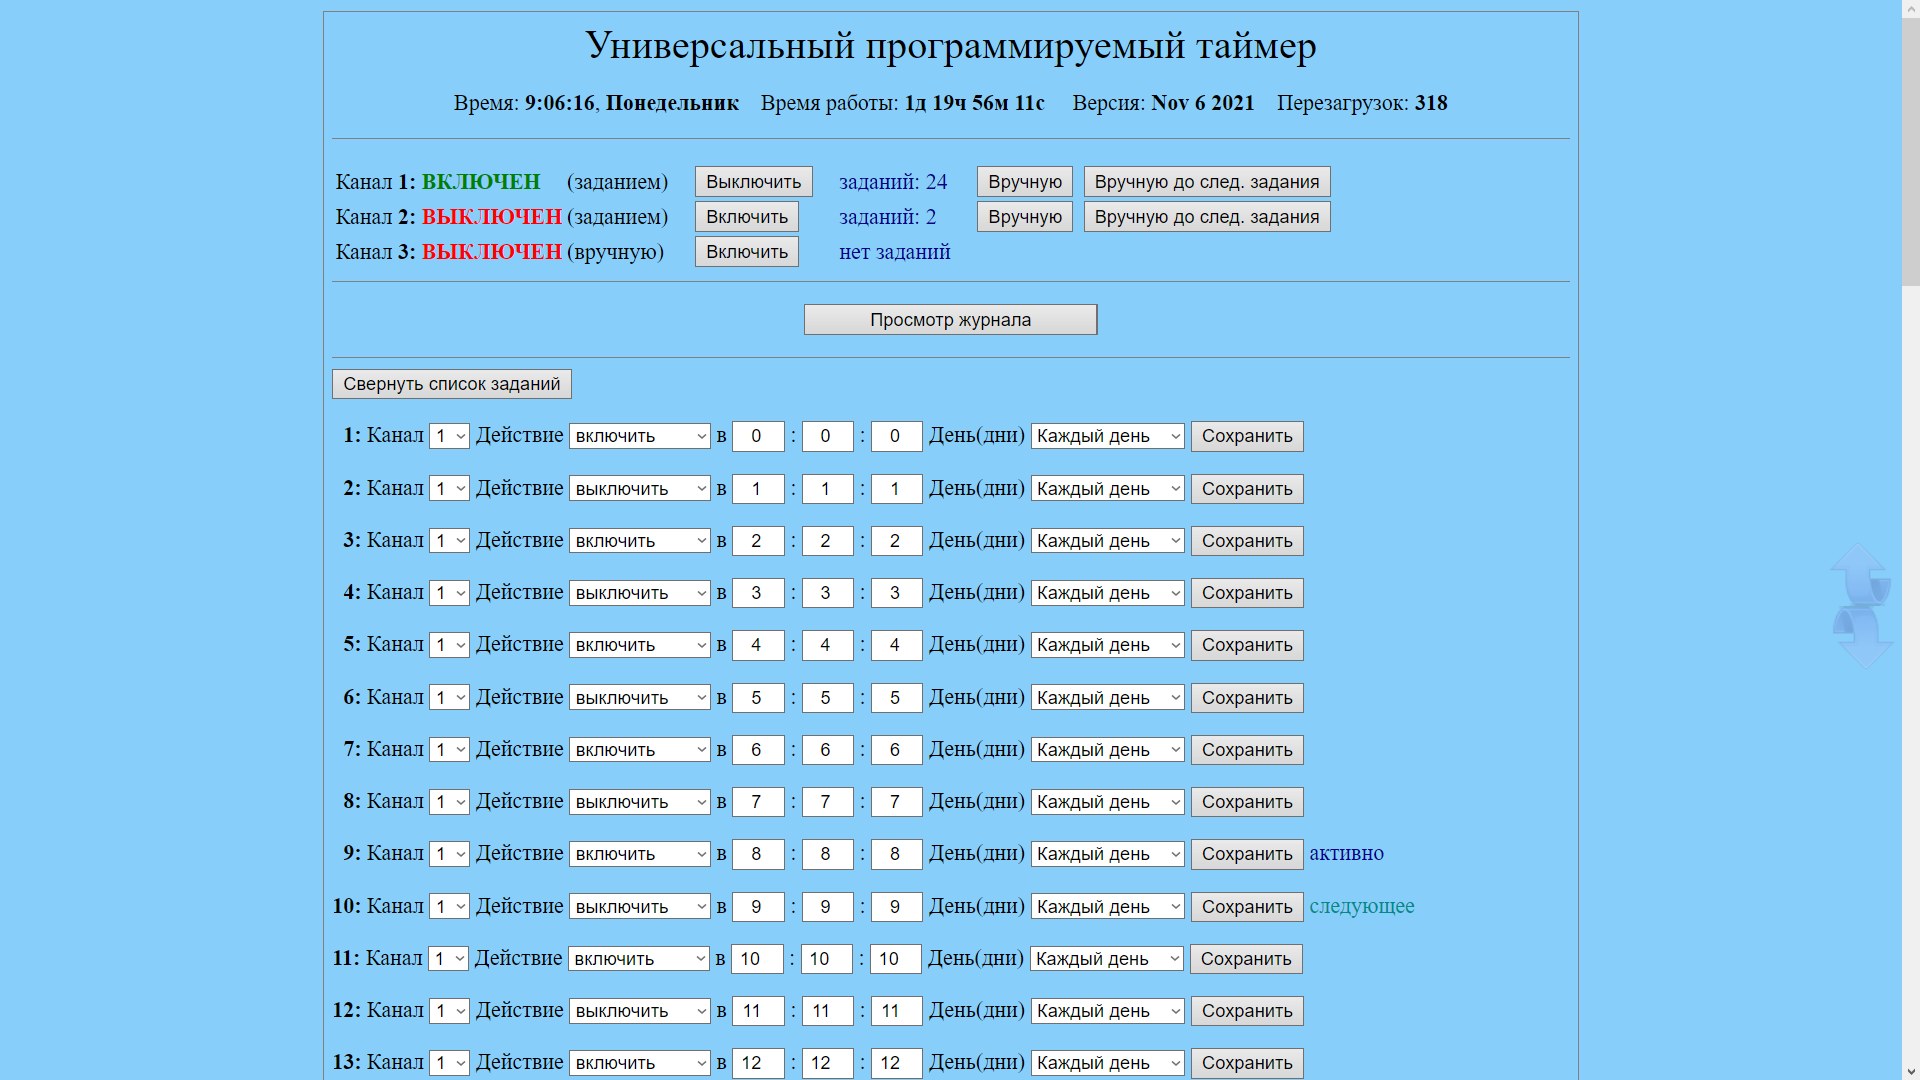 Универсальный программируемый таймер
Время: 9:06:16, Понедельник Время работы: 1д 19ч 56м 11с Версия: Nov 6 2021 Перезагрузок: 318
Канал 1: ВКЛЮЧЕН (заданием) Выключить заданий: 24 Вручную Вручную до след. задания
Канал 2: ВЫКЛЮЧЕН (заданием) Включить заданий: 2 Вручную Вручную до след. задания
Канал 3: ВЫКЛЮЧЕН (вручную) Включить нет заданий
Просмотр журнала
Свернуть список заданий
1: Канал 1 Действие включить в 0 : 0 : 0 День(дни) Каждый день Сохранить
2: Канал 1 Действие выключить в 1 : 1 : 1 День(дни) Каждый день Сохранить
3: Канал 1 Действие включить в 2 : 2 : 2 День(дни) Каждый день Сохранить
4: Канал 1 Действие выключить в 3 : 3 : 3 День(дни) Каждый день Сохранить
5: Канал 1 Действие включить в 4 : 4 : 4 День(дни) Каждый день Сохранить
6: Канал 1 Действие выключить в 5 : 5 : 5 День(дни) Каждый день Сохранить
7: Канал 1 Действие включить в 6 : 6 : 6 День(дни) Каждый день Сохранить
8: Канал 1 Действие выключить в 7 : 7 : 7 День(дни) Каждый день Сохранить
9: Канал 1 Действие включить в 8 : 8 : 8 День(дни) Каждый день Сохранить активно
10: Канал 1 Действие выключить в 9 : 9 : 9 День(дни) Каждый день Сохранить следующее
11: Канал 1 Действие включить в 10 : 10 : 10 День(дни) Каждый день Сохранить
12: Канал 1 Действие выключить в 11 : 11 : 11 День(дни) Каждый день Сохранить
13: Канал 1 Действие включить в 12 : 12 : 12 День(дни) Каждый день Сохранить